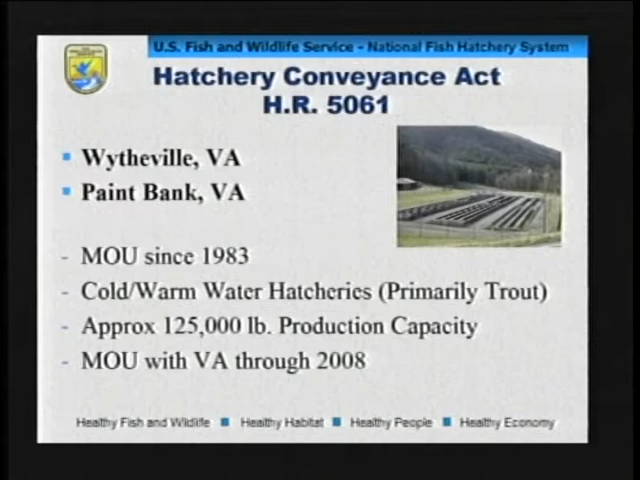 U.S. Fish and Wildlife Service - National Fish Hatchery System
Hatchery Conveyance Act
H.R. 5061
Wytheville, VA
Paint Bank, VA
- MOU since 1983
- Cold/Warm Water Hatcheries (Primarily Trout)
- Approx 125,000 lb. Production Capacity
- MOU with VA through 2008
Healthy Fish and Wildlife ■ Healthy Habitat ■ Healthy People ■ Healthy Economy